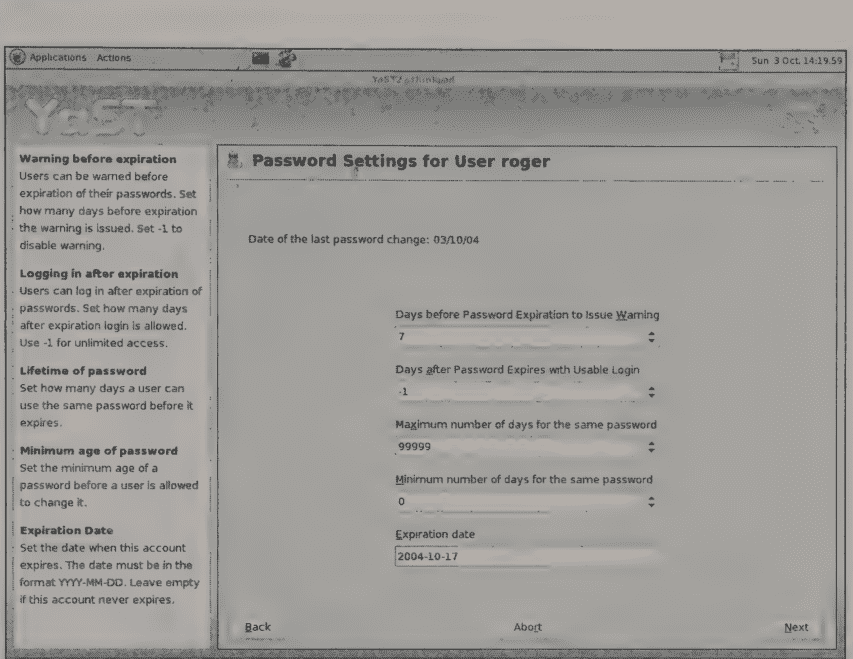 Applications Actions
Sun 3 Oct, 14:19.59
YaST
Warning before expiration
Users can be warned before
expiration of their passwords. Set
how many days before expiration
the warning is issued. Set -1 to
disable warning.
Logging in after expiration
Users can log in after expiration of
passwords. Set how many days
after expiration login is allowed.
Use -1 for unlimited access.
Lifetime of password
Set how many days a user can
use the same password before it
expires.
Minimum age of password
Set the minimum age of a
password before a user is allowed
to change it.
Expiration Date
Set the date when this account
expires. The date must be in the
format YYYY-MM-DD. Leave empty
if this account never expires.
Password Settings for User roger
Date of the last password change: 03/10/04
Days before Password Expiration to Issue Warning
7
Days after Password Expires with Usable Login
-1
Maximum number of days for the same password
99999
Minimum number of days for the same password
0
Expiration date
2004-10-17
Back Abort Next